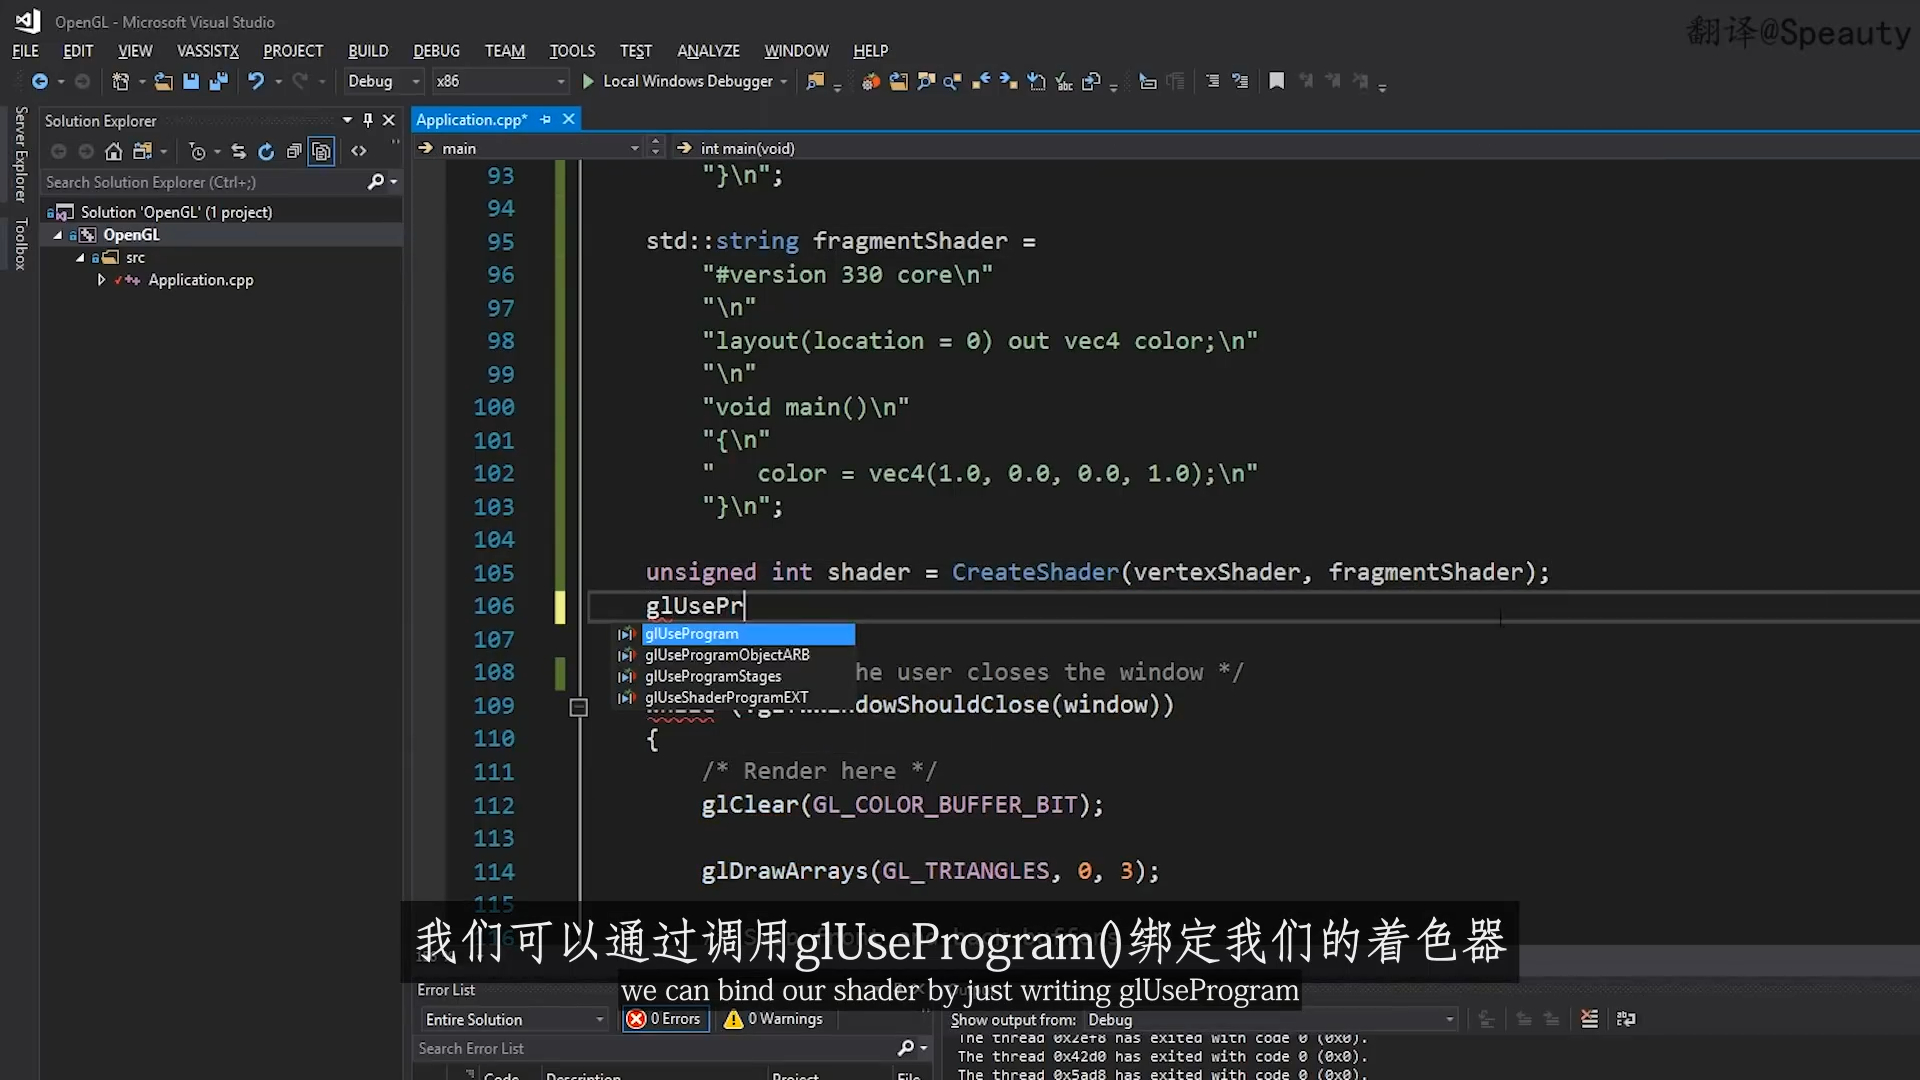 OpenGL - Microsoft Visual Studio
翻译@Speauty
FILE EDIT VIEW VASSISTX PROJECT BUILD DEBUG TEAM TOOLS TEST ANALYZE WINDOW HELP
Debug x86 Local Windows Debugger
Server Explorer
Toolbox
Solution Explorer
Search Solution Explorer (Ctrl+;)
Solution 'OpenGL' (1 project)
OpenGL
src
Application.cpp
Application.cpp*
main int main(void)
93 "}\n";
94
95 std::string fragmentShader =
96 "#version 330 core\n"
97 "\n"
98 "layout(location = 0) out vec4 color;\n"
99 "\n"
100 "void main()\n"
101 "{\n"
102 " color = vec4(1.0, 0.0, 0.0, 1.0);\n"
103 "}\n";
104
105 unsigned int shader = CreateShader(vertexShader, fragmentShader);
106 glUsePr
glUseProgram
107
glUseProgramObjectARB
108 he user closes the window */
glUseProgramStages
glUseShaderProgramEXT
109 dowShouldClose(window))
110 {
111 /* Render here */
112 glClear(GL_COLOR_BUFFER_BIT);
113
114 glDrawArrays(GL_TRIANGLES, 0, 3);
115
我们可以通过调用glUseProgram()绑定我们的着色器
we can bind our shader by just writing glUseProgram
Error List
Entire Solution 0 Errors 0 Warnings
Search Error List
Code Description Project File
Show output from: Debug
The thread 0x2ef8 has exited with code 0 (0x0).
The thread 0x42d0 has exited with code 0 (0x0).
The thread 0x5ad8 has exited with code 0 (0x0).